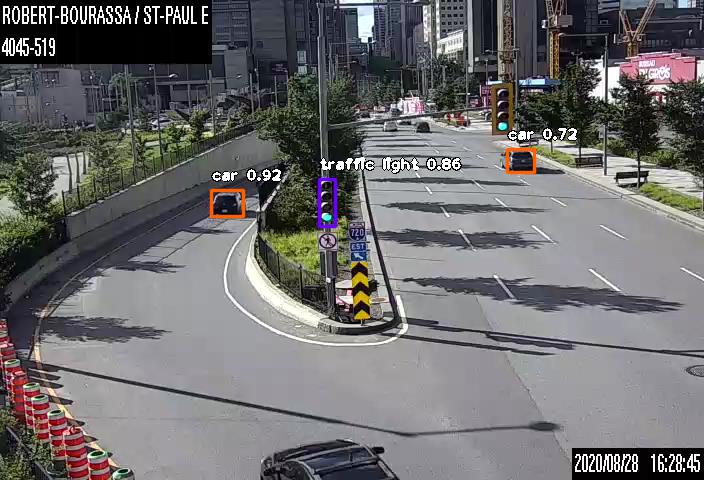 ROBERT-BOURASSA / ST-PAUL E
4045-519
car 0.72
traffic light 0.86
car 0.92
720
EST
2020/08/28 16:28:45